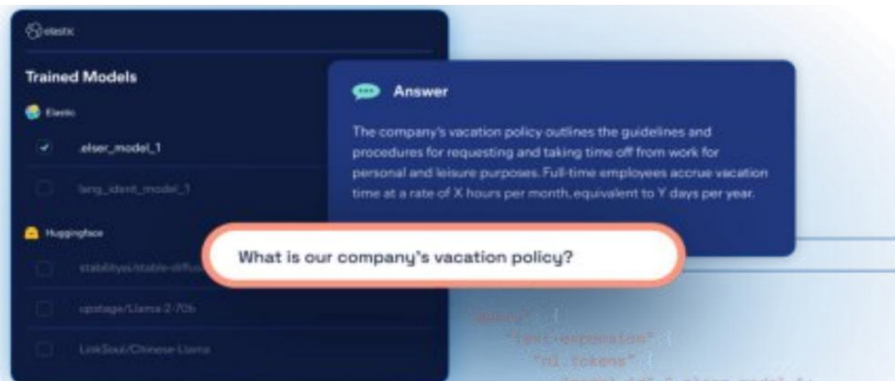 elastic
Trained Models
Elastic
.elser_model_1
lang_ident_model_1
Huggingface
stabilityai/stable-diffus
upstage/Llama-2-70b
LinkSoul/Chinese-Llama
Answer
The company's vacation policy outlines the guidelines and
procedures for requesting and taking time off from work for
personal and leisure purposes. Full-time employees accrue vacation
time at a rate of X hours per month, equivalent to Y days per year.
What is our company's vacation policy?
"query": {
"text_expansion": {
"ml.tokens": {